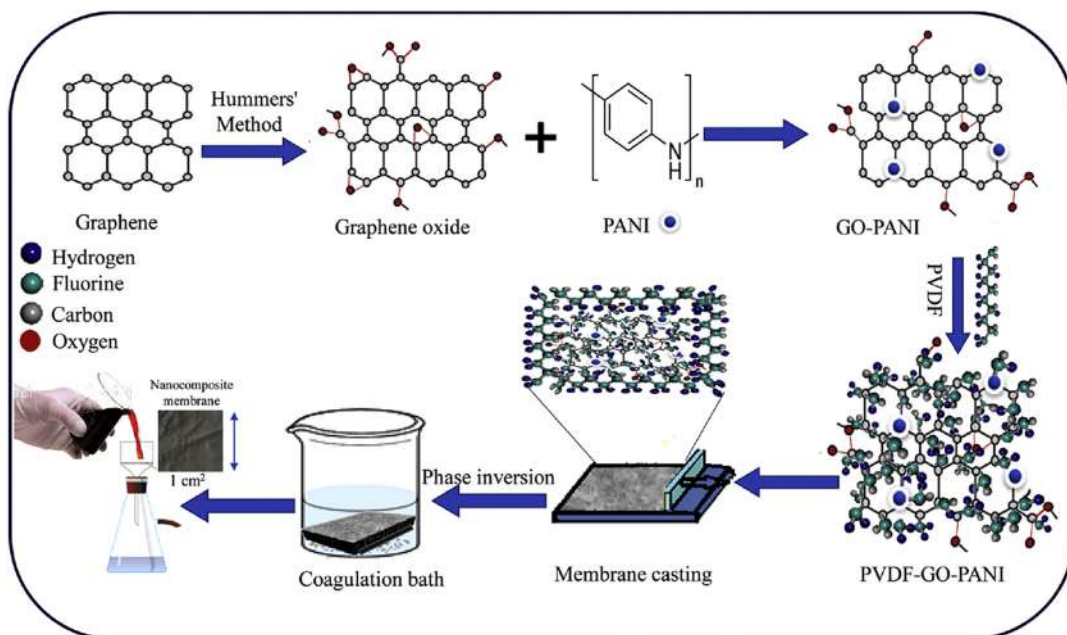 Hummers'
Method
Graphene
Graphene oxide
+
N
H
n
PANI
GO-PANI
Hydrogen
Fluorine
Carbon
Oxygen
PVDF
Nanocomposite
membrane
1 cm²
Phase inversion
Coagulation bath
Membrane casting
PVDF-GO-PANI